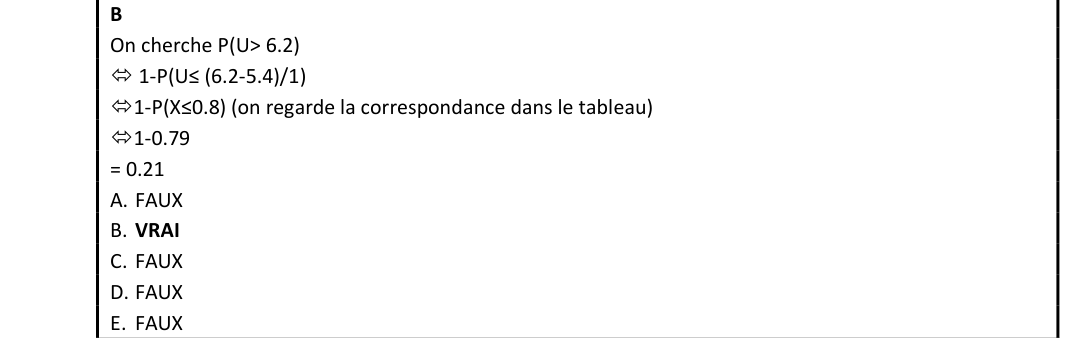 B
On cherche P(U> 6.2)
⇔ 1-P(U≤ (6.2-5.4)/1)
⇔1-P(X≤0.8) (on regarde la correspondance dans le tableau)
⇔1-0.79
= 0.21
A. FAUX
B. VRAI
C. FAUX
D. FAUX
E. FAUX